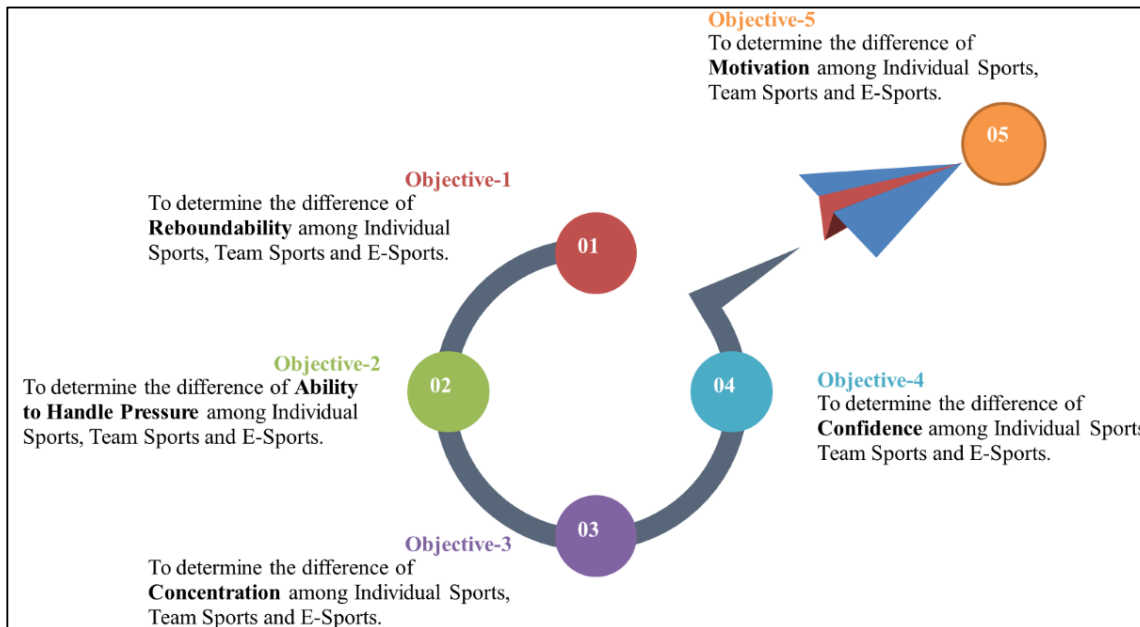 Objective-1
To determine the difference of
Reboundability among Individual
Sports, Team Sports and E-Sports.
01
Objective-2
To determine the difference of Ability
to Handle Pressure among Individual
Sports, Team Sports and E-Sports.
02
Objective-3
To determine the difference of
Concentration among Individual Sports,
Team Sports and E-Sports.
03
Objective-4
To determine the difference of
Confidence among Individual Sports
Team Sports and E-Sports.
04
Objective-5
To determine the difference of
Motivation among Individual Sports,
Team Sports and E-Sports.
05